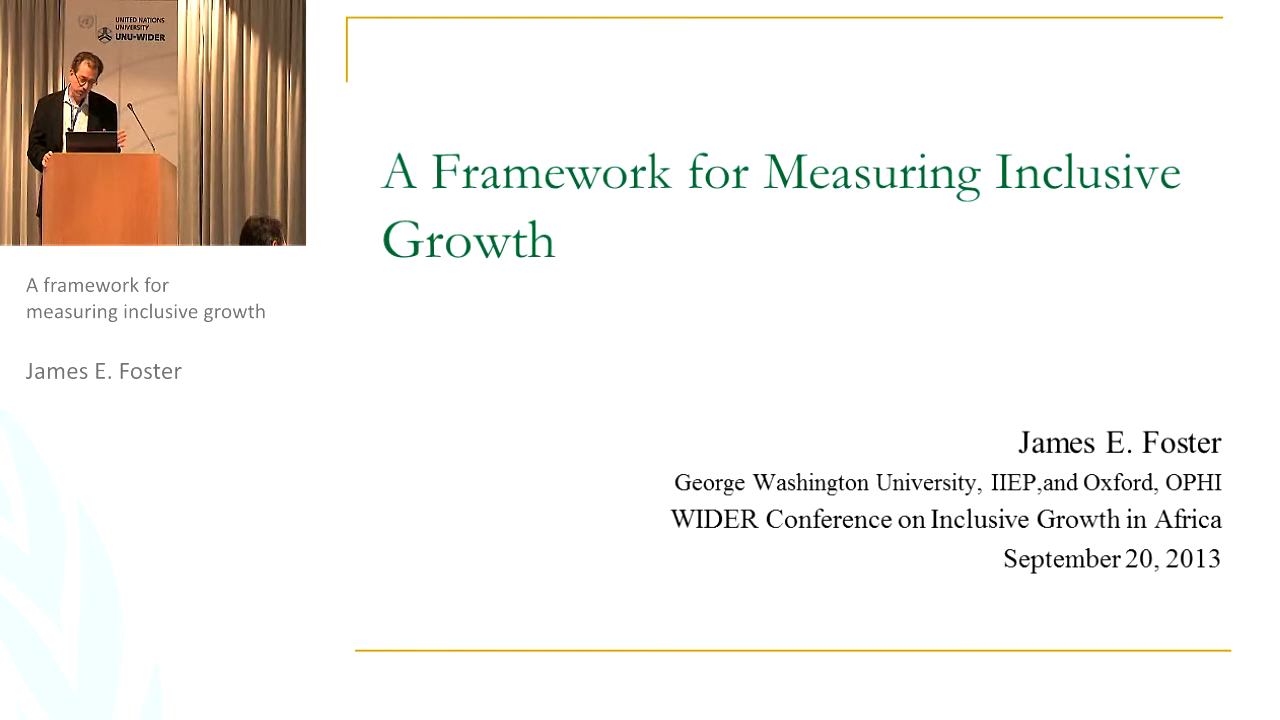 UNITED NATIONS
UNIVERSITY
UNU-WIDER
A framework for
measuring inclusive growth
James E. Foster
A Framework for Measuring Inclusive
Growth
James E. Foster
George Washington University, IIEP,and Oxford, OPHI
WIDER Conference on Inclusive Growth in Africa
September 20, 2013